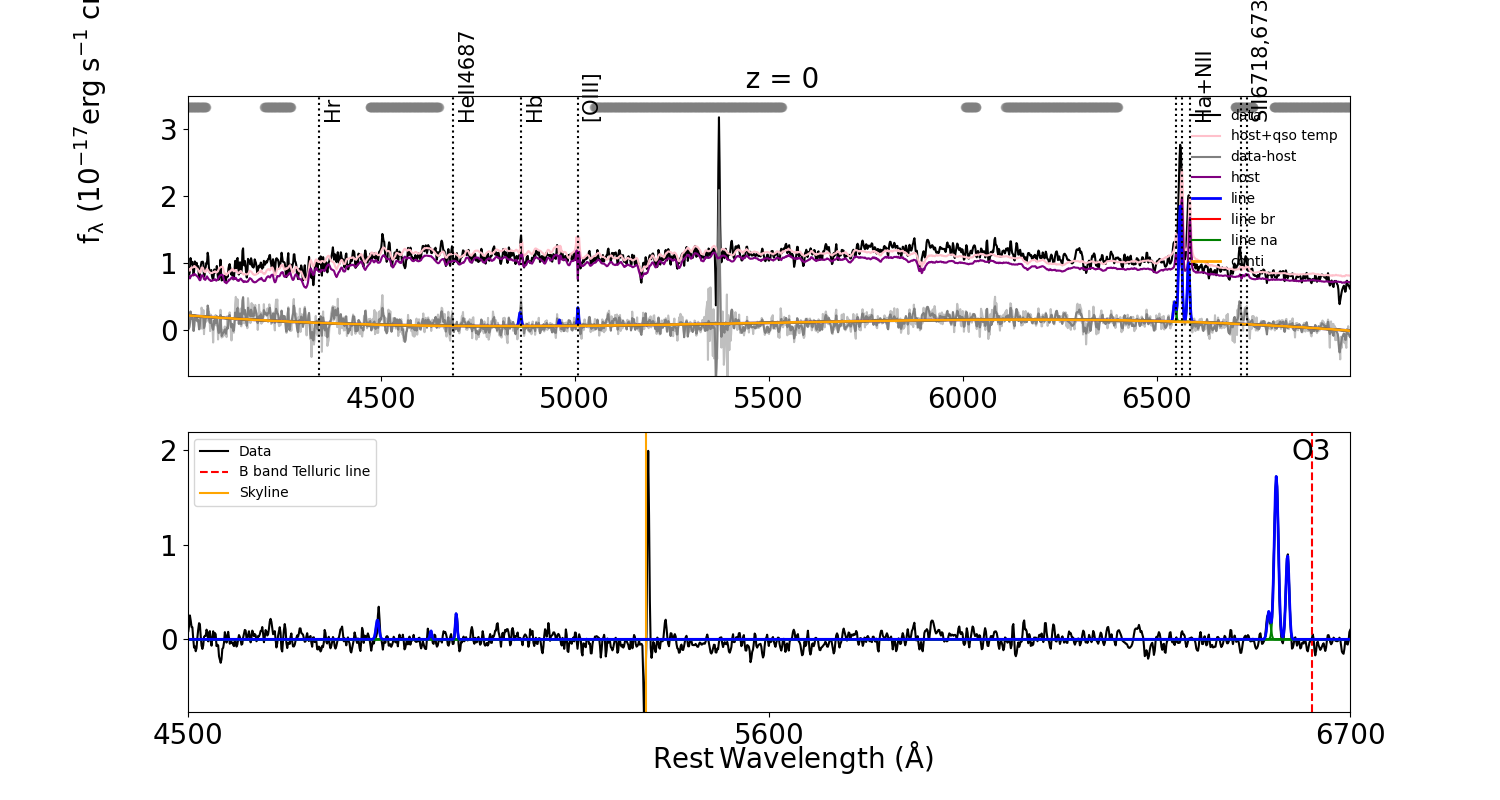 z = 0
f_λ (10^−17 erg s^−1 c
Hr
HeII4687
Hb
[OIII]
Ha+NII
SII6718,673
data
host+qso temp
data-host
host
line
line br
line na
conti
3
2
1
0
4500 5000 5500 6000 6500
Data
B band Telluric line
Skyline
O3
2
1
0
4500 5600 6700
Rest Wavelength (Å)